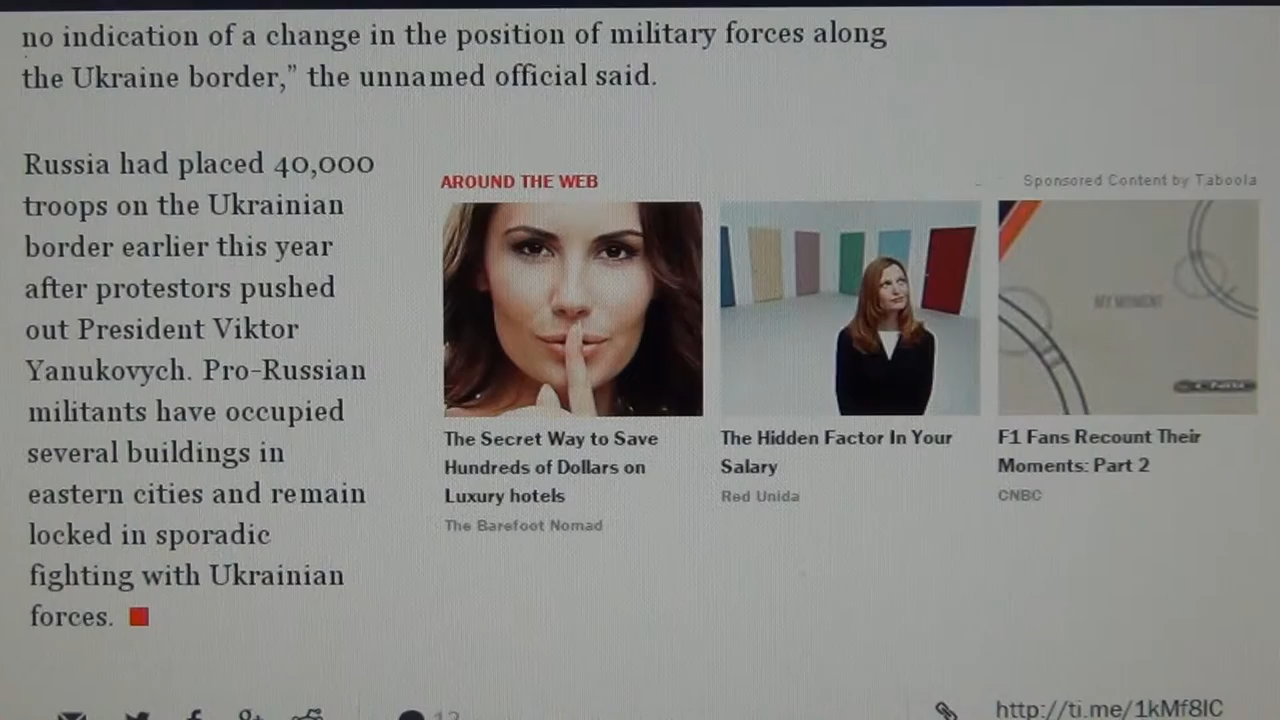 no indication of a change in the position of military forces along
the Ukraine border,” the unnamed official said.
Russia had placed 40,000
troops on the Ukrainian
border earlier this year
after protestors pushed
out President Viktor
Yanukovych. Pro-Russian
militants have occupied
several buildings in
eastern cities and remain
locked in sporadic
fighting with Ukrainian
forces.
AROUND THE WEB
Sponsored Content by Taboola
The Secret Way to Save
Hundreds of Dollars on
Luxury hotels
The Barefoot Nomad
The Hidden Factor In Your
Salary
Red Unida
MY MOMENT
F1 Fans Recount Their
Moments: Part 2
CNBC
http://ti.me/1kMf8IC